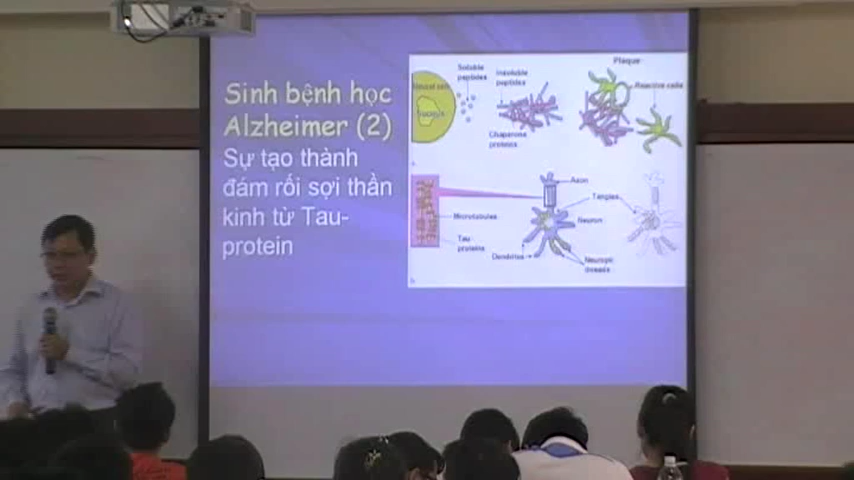 Sinh bệnh học
Alzheimer (2)
Sự tạo thành
đám rối sợi thần
kinh từ Tau-
protein
Soluble
peptides
Insoluble
peptides
Chaperone
proteins
Plaque
Reactive cells
Nucleus
Axon
Tangles
Neuron
Microtubules
Tau-
proteins
Dendrites
Neuropil
threads